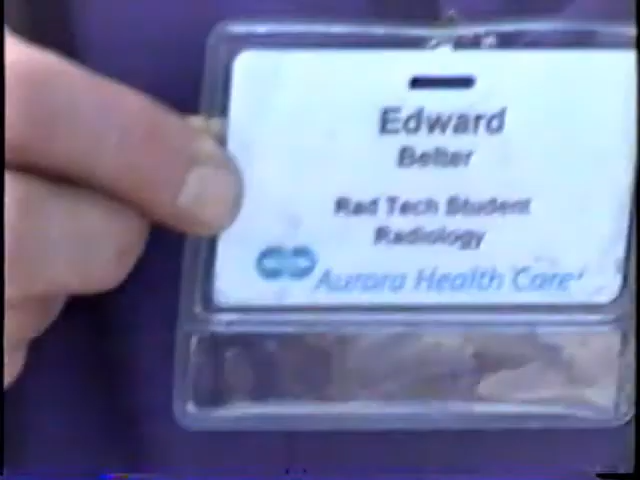 Edward
Belter
Rad Tech Student
Radiology
Aurora Health Care